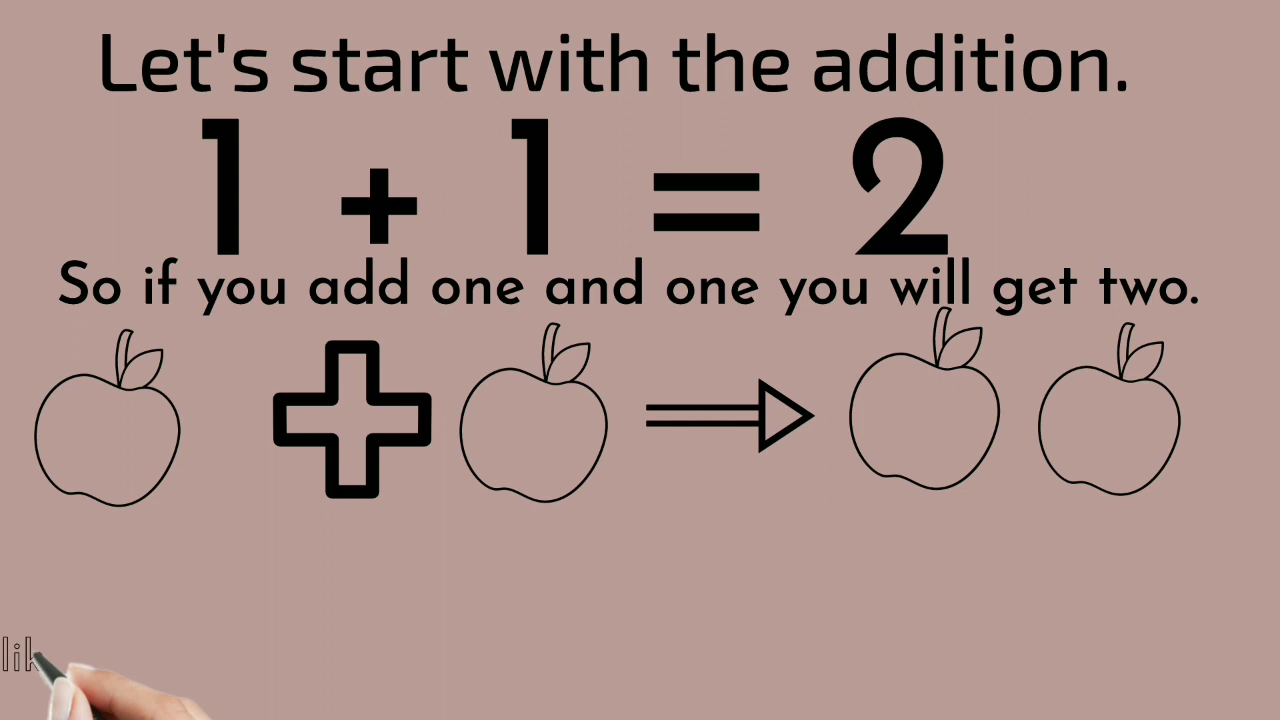 Let's start with the addition.
1 + 1 = 2
So if you add one and one you will get two.
lik